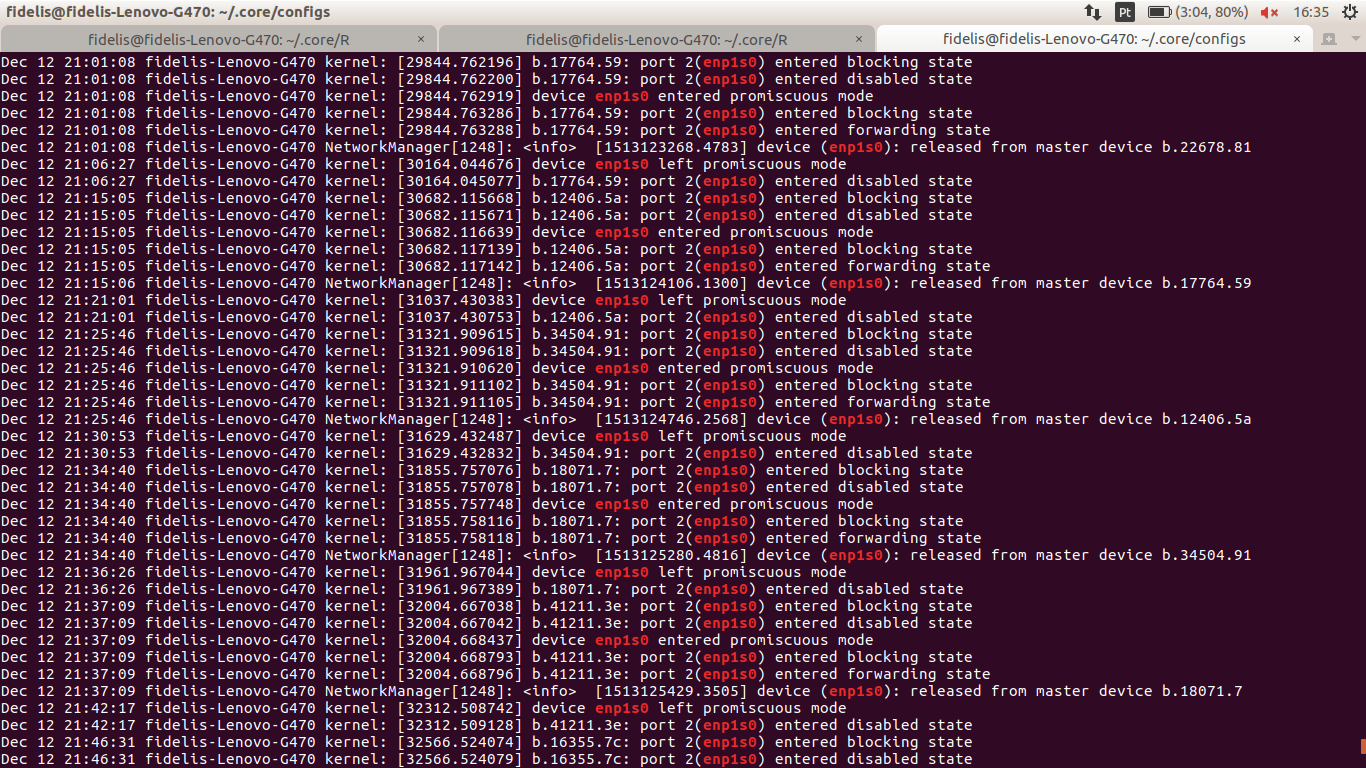 fidelis@fidelis-Lenovo-G470: ~/.core/configs
Pt (3:04, 80%) 16:35
fidelis@fidelis-Lenovo-G470: ~/.core/R × fidelis@fidelis-Lenovo-G470: ~/.core/R × fidelis@fidelis-Lenovo-G470: ~/.core/configs ×
Dec 12 21:01:08 fidelis-Lenovo-G470 kernel: [29844.762196] b.17764.59: port 2(enp1s0) entered blocking state
Dec 12 21:01:08 fidelis-Lenovo-G470 kernel: [29844.762200] b.17764.59: port 2(enp1s0) entered disabled state
Dec 12 21:01:08 fidelis-Lenovo-G470 kernel: [29844.762919] device enp1s0 entered promiscuous mode
Dec 12 21:01:08 fidelis-Lenovo-G470 kernel: [29844.763286] b.17764.59: port 2(enp1s0) entered blocking state
Dec 12 21:01:08 fidelis-Lenovo-G470 kernel: [29844.763288] b.17764.59: port 2(enp1s0) entered forwarding state
Dec 12 21:01:08 fidelis-Lenovo-G470 NetworkManager[1248]: <info>  [1513123268.4783] device (enp1s0): released from master device b.22678.81
Dec 12 21:06:27 fidelis-Lenovo-G470 kernel: [30164.044676] device enp1s0 left promiscuous mode
Dec 12 21:06:27 fidelis-Lenovo-G470 kernel: [30164.045077] b.17764.59: port 2(enp1s0) entered disabled state
Dec 12 21:15:05 fidelis-Lenovo-G470 kernel: [30682.115668] b.12406.5a: port 2(enp1s0) entered blocking state
Dec 12 21:15:05 fidelis-Lenovo-G470 kernel: [30682.115671] b.12406.5a: port 2(enp1s0) entered disabled state
Dec 12 21:15:05 fidelis-Lenovo-G470 kernel: [30682.116639] device enp1s0 entered promiscuous mode
Dec 12 21:15:05 fidelis-Lenovo-G470 kernel: [30682.117139] b.12406.5a: port 2(enp1s0) entered blocking state
Dec 12 21:15:05 fidelis-Lenovo-G470 kernel: [30682.117142] b.12406.5a: port 2(enp1s0) entered forwarding state
Dec 12 21:15:06 fidelis-Lenovo-G470 NetworkManager[1248]: <info>  [1513124106.1300] device (enp1s0): released from master device b.17764.59
Dec 12 21:21:01 fidelis-Lenovo-G470 kernel: [31037.430383] device enp1s0 left promiscuous mode
Dec 12 21:21:01 fidelis-Lenovo-G470 kernel: [31037.430753] b.12406.5a: port 2(enp1s0) entered disabled state
Dec 12 21:25:46 fidelis-Lenovo-G470 kernel: [31321.909615] b.34504.91: port 2(enp1s0) entered blocking state
Dec 12 21:25:46 fidelis-Lenovo-G470 kernel: [31321.909618] b.34504.91: port 2(enp1s0) entered disabled state
Dec 12 21:25:46 fidelis-Lenovo-G470 kernel: [31321.910620] device enp1s0 entered promiscuous mode
Dec 12 21:25:46 fidelis-Lenovo-G470 kernel: [31321.911102] b.34504.91: port 2(enp1s0) entered blocking state
Dec 12 21:25:46 fidelis-Lenovo-G470 kernel: [31321.911105] b.34504.91: port 2(enp1s0) entered forwarding state
Dec 12 21:25:46 fidelis-Lenovo-G470 NetworkManager[1248]: <info>  [1513124746.2568] device (enp1s0): released from master device b.12406.5a
Dec 12 21:30:53 fidelis-Lenovo-G470 kernel: [31629.432487] device enp1s0 left promiscuous mode
Dec 12 21:30:53 fidelis-Lenovo-G470 kernel: [31629.432832] b.34504.91: port 2(enp1s0) entered disabled state
Dec 12 21:34:40 fidelis-Lenovo-G470 kernel: [31855.757076] b.18071.7: port 2(enp1s0) entered blocking state
Dec 12 21:34:40 fidelis-Lenovo-G470 kernel: [31855.757078] b.18071.7: port 2(enp1s0) entered disabled state
Dec 12 21:34:40 fidelis-Lenovo-G470 kernel: [31855.757748] device enp1s0 entered promiscuous mode
Dec 12 21:34:40 fidelis-Lenovo-G470 kernel: [31855.758116] b.18071.7: port 2(enp1s0) entered blocking state
Dec 12 21:34:40 fidelis-Lenovo-G470 kernel: [31855.758118] b.18071.7: port 2(enp1s0) entered forwarding state
Dec 12 21:34:40 fidelis-Lenovo-G470 NetworkManager[1248]: <info>  [1513125280.4816] device (enp1s0): released from master device b.34504.91
Dec 12 21:36:26 fidelis-Lenovo-G470 kernel: [31961.967044] device enp1s0 left promiscuous mode
Dec 12 21:36:26 fidelis-Lenovo-G470 kernel: [31961.967389] b.18071.7: port 2(enp1s0) entered disabled state
Dec 12 21:37:09 fidelis-Lenovo-G470 kernel: [32004.667038] b.41211.3e: port 2(enp1s0) entered blocking state
Dec 12 21:37:09 fidelis-Lenovo-G470 kernel: [32004.667042] b.41211.3e: port 2(enp1s0) entered disabled state
Dec 12 21:37:09 fidelis-Lenovo-G470 kernel: [32004.668437] device enp1s0 entered promiscuous mode
Dec 12 21:37:09 fidelis-Lenovo-G470 kernel: [32004.668793] b.41211.3e: port 2(enp1s0) entered blocking state
Dec 12 21:37:09 fidelis-Lenovo-G470 kernel: [32004.668796] b.41211.3e: port 2(enp1s0) entered forwarding state
Dec 12 21:37:09 fidelis-Lenovo-G470 NetworkManager[1248]: <info>  [1513125429.3505] device (enp1s0): released from master device b.18071.7
Dec 12 21:42:17 fidelis-Lenovo-G470 kernel: [32312.508742] device enp1s0 left promiscuous mode
Dec 12 21:42:17 fidelis-Lenovo-G470 kernel: [32312.509128] b.41211.3e: port 2(enp1s0) entered disabled state
Dec 12 21:46:31 fidelis-Lenovo-G470 kernel: [32566.524074] b.16355.7c: port 2(enp1s0) entered blocking state
Dec 12 21:46:31 fidelis-Lenovo-G470 kernel: [32566.524079] b.16355.7c: port 2(enp1s0) entered disabled state